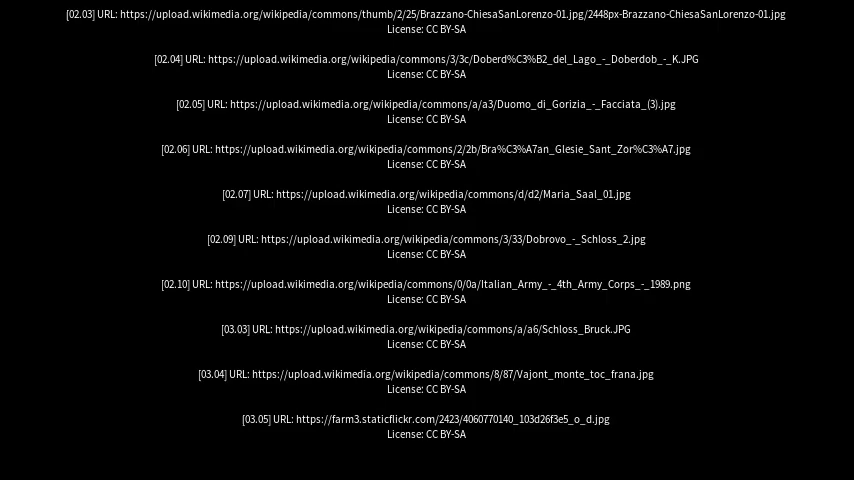 [02.03] URL: https://upload.wikimedia.org/wikipedia/commons/thumb/2/25/Brazzano-ChiesaSanLorenzo-01.jpg/2448px-Brazzano-ChiesaSanLorenzo-01.jpg
License: CC BY-SA
[02.04] URL: https://upload.wikimedia.org/wikipedia/commons/3/3c/Doberd%C3%B2_del_Lago_-_Doberdob_-_K.JPG
License: CC BY-SA
[02.05] URL: https://upload.wikimedia.org/wikipedia/commons/a/a3/Duomo_di_Gorizia_-_Facciata_(3).jpg
License: CC BY-SA
[02.06] URL: https://upload.wikimedia.org/wikipedia/commons/2/2b/Bra%C3%A7an_Glesie_Sant_Zor%C3%A7.jpg
License: CC BY-SA
[02.07] URL: https://upload.wikimedia.org/wikipedia/commons/d/d2/Maria_Saal_01.jpg
License: CC BY-SA
[02.09] URL: https://upload.wikimedia.org/wikipedia/commons/3/33/Dobrovo_-_Schloss_2.jpg
License: CC BY-SA
[02.10] URL: https://upload.wikimedia.org/wikipedia/commons/0/0a/Italian_Army_-_4th_Army_Corps_-_1989.png
License: CC BY-SA
[03.03] URL: https://upload.wikimedia.org/wikipedia/commons/a/a6/Schloss_Bruck.JPG
License: CC BY-SA
[03.04] URL: https://upload.wikimedia.org/wikipedia/commons/8/87/Vajont_monte_toc_frana.jpg
License: CC BY-SA
[03.05] URL: https://farm3.staticflickr.com/2423/4060770140_103d26f3e5_o_d.jpg
License: CC BY-SA